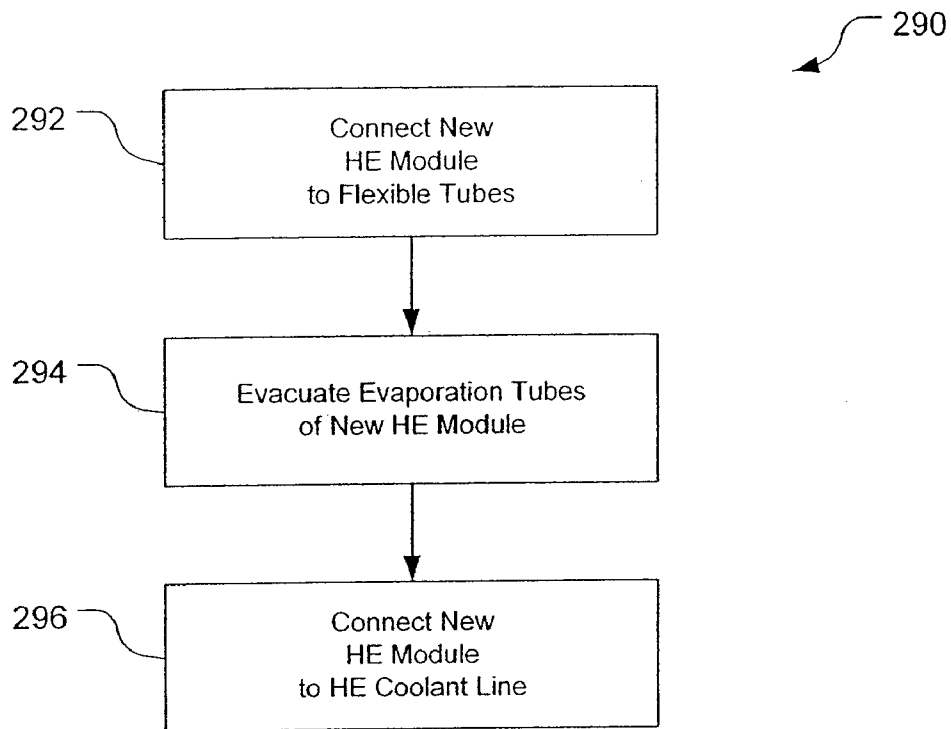 290
292
Connect New
HE Module
to Flexible Tubes
294
Evacuate Evaporation Tubes
of New HE Module
296
Connect New
HE Module
to HE Coolant Line